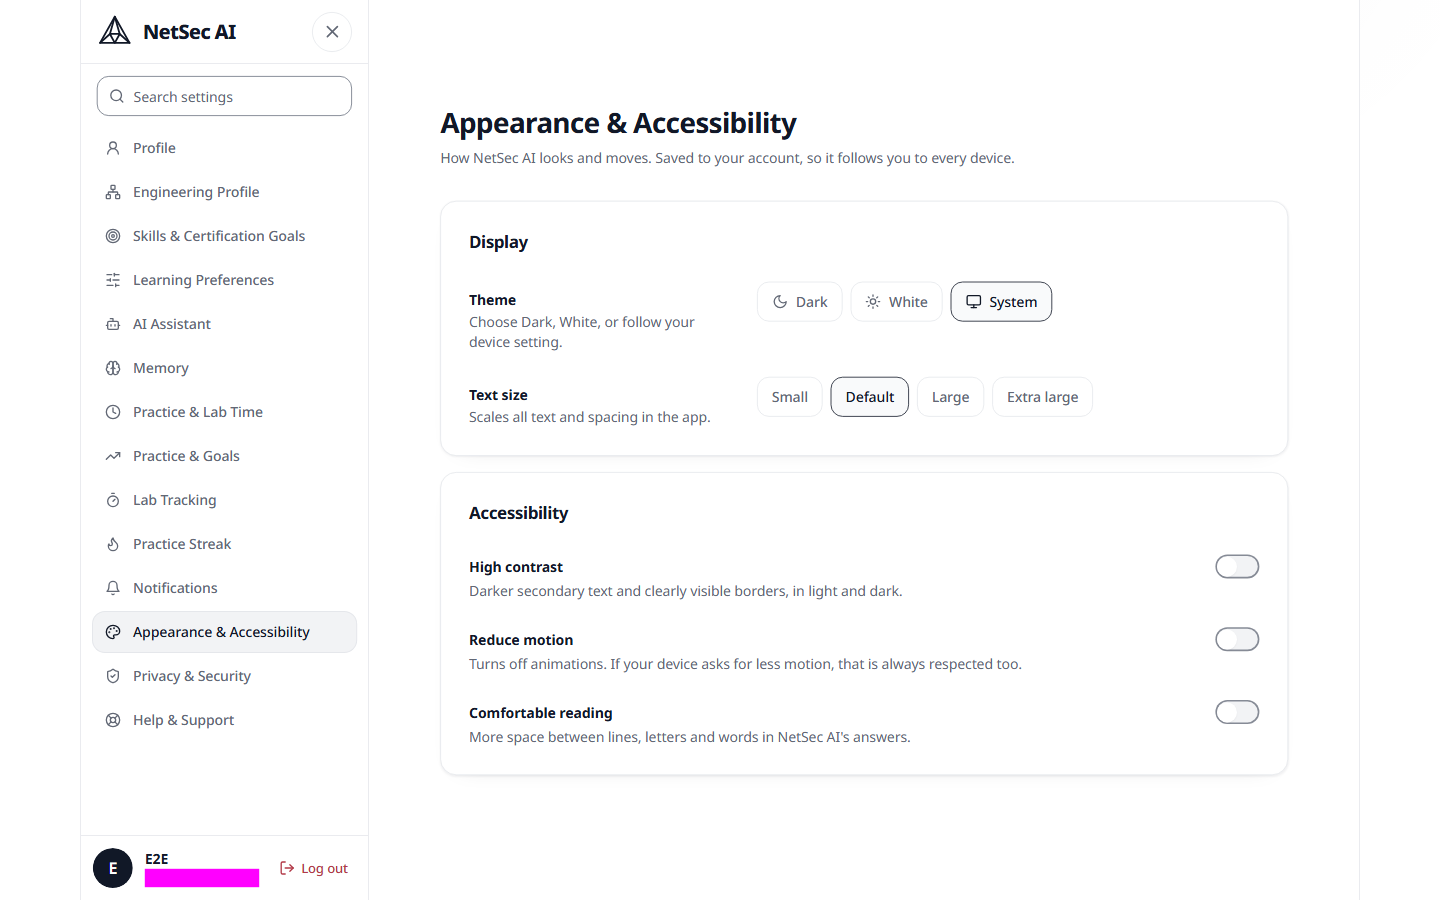 NetSec AI
Search settings
Profile
Engineering Profile
Skills & Certification Goals
Learning Preferences
AI Assistant
Memory
Practice & Lab Time
Practice & Goals
Lab Tracking
Practice Streak
Notifications
Appearance & Accessibility
Privacy & Security
Help & Support
E
E2E
Log out
Appearance & Accessibility
How NetSec AI looks and moves. Saved to your account, so it follows you to every device.
Display
Theme
Choose Dark, White, or follow your
device setting.
Dark
White
System
Text size
Scales all text and spacing in the app.
Small
Default
Large
Extra large
Accessibility
High contrast
Darker secondary text and clearly visible borders, in light and dark.
Reduce motion
Turns off animations. If your device asks for less motion, that is always respected too.
Comfortable reading
More space between lines, letters and words in NetSec AI's answers.